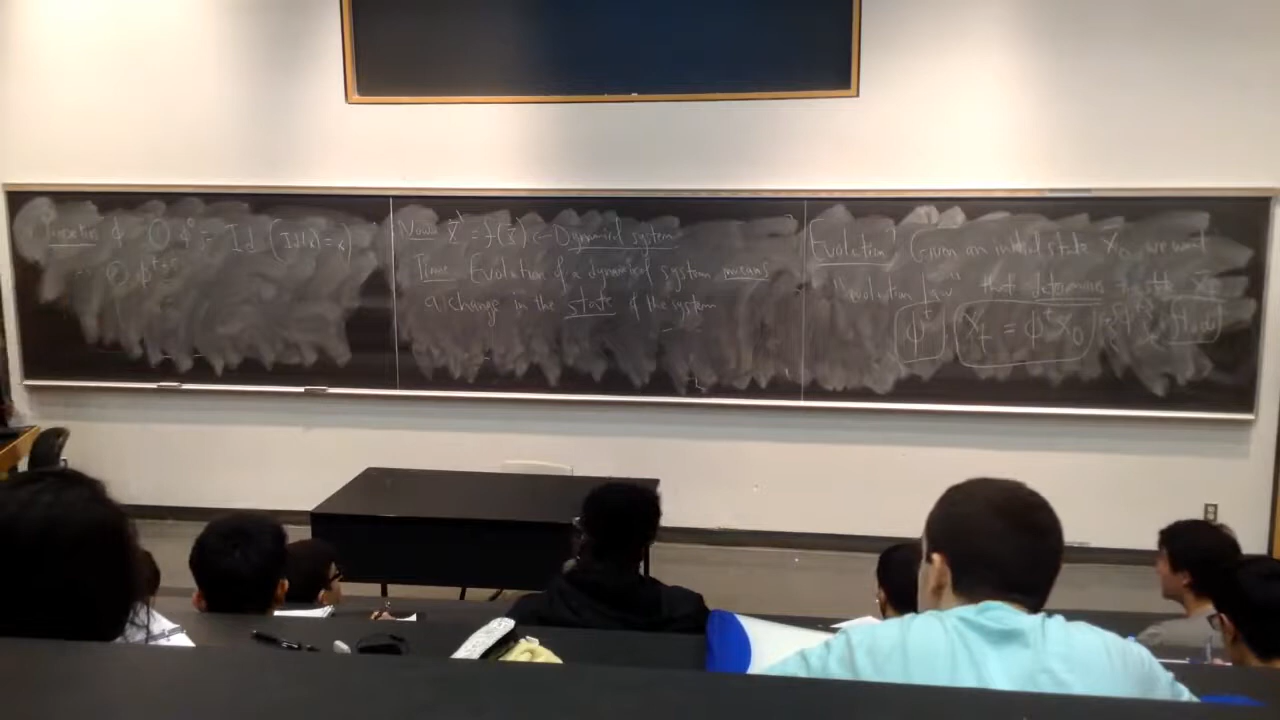 Properties φ ① φ⁰ = Id (Id(x) = x)
② φᵗ⁺ˢ
Now x' = f(x) ← Dynamical system
Time: Evolution of a dynamical system means
a change in the state of the system
Evolution: Given an initial state x₀, we want
"evolution law" that determines the state
φᵗ xₜ = φᵗx₀